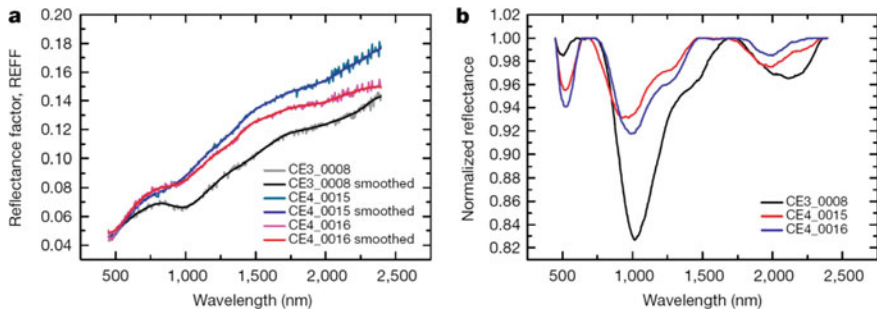 a
Reflectance factor, REFF
0.20
0.18
0.16
0.14
0.12
0.10
0.08
0.06
0.04
CE3_0008
CE3_0008 smoothed
CE4_0015
CE4_0015 smoothed
CE4_0016
CE4_0016 smoothed
500 1,000 1,500 2,000 2,500
Wavelength (nm)
b
Normalized reflectance
1.00
0.98
0.96
0.94
0.92
0.90
0.88
0.86
0.84
0.82
CE3_0008
CE4_0015
CE4_0016
500 1,000 1,500 2,000 2,500
Wavelength (nm)